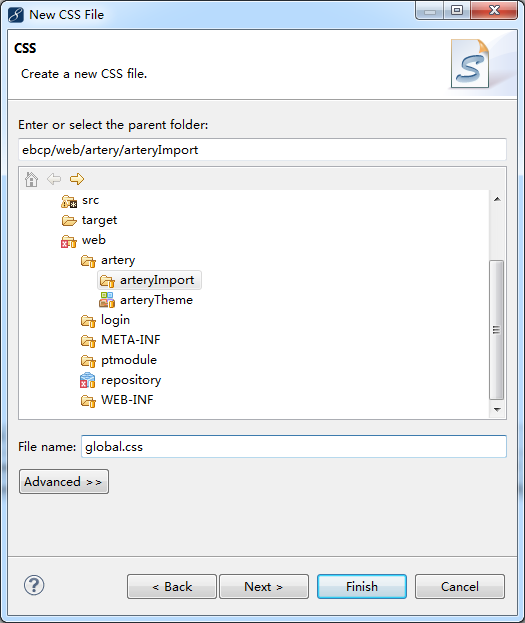 New CSS File
CSS
Create a new CSS file.
Enter or select the parent folder:
ebcp/web/artery/arteryImport
src
target
web
artery
arteryImport
arteryTheme
login
META-INF
ptmodule
repository
WEB-INF
File name: global.css
Advanced >>
< Back Next > Finish Cancel